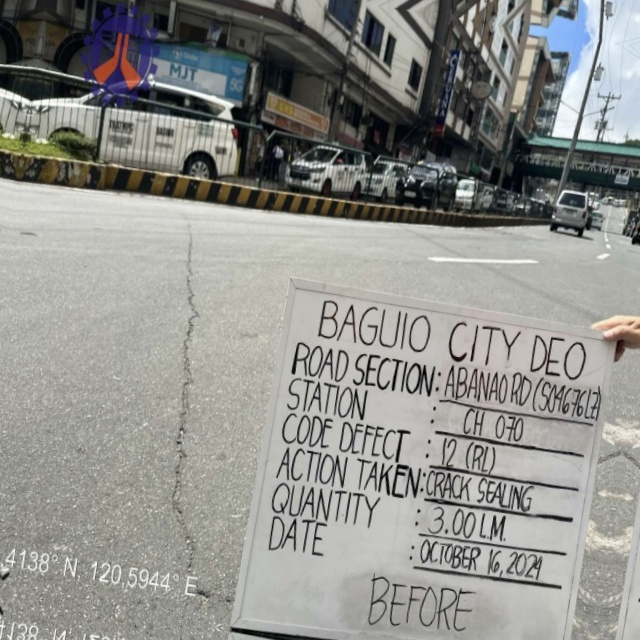 MJT
BAGUIO CITY DEO
ROAD SECTION: ABANAO RD (S04676LZ)
STATION : CH 070
CODE DEFECT : 12 (RL)
ACTION TAKEN: CRACK SEALING
QUANTITY : 3.00 L.M.
DATE : OCTOBER 16, 2024
BEFORE
4138° N, 120.5944° E